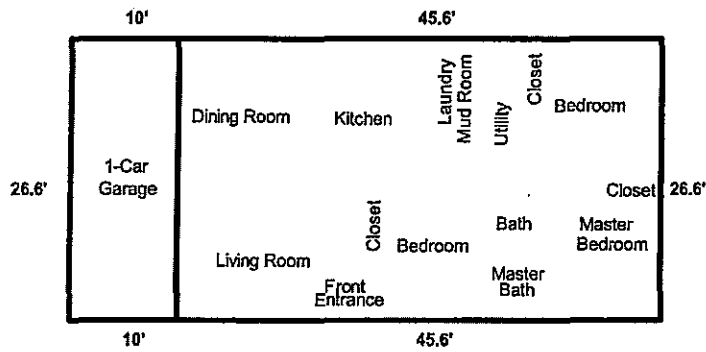 10' 45.6'
Laundry
Mud Room
Utility
Closet
Bedroom
Dining Room
Kitchen
1-Car
Garage
26.6'
Closet
26.6'
Closet
Bedroom
Bath
Master
Bedroom
Living Room
Front
Entrance
Master
Bath
10' 45.6'